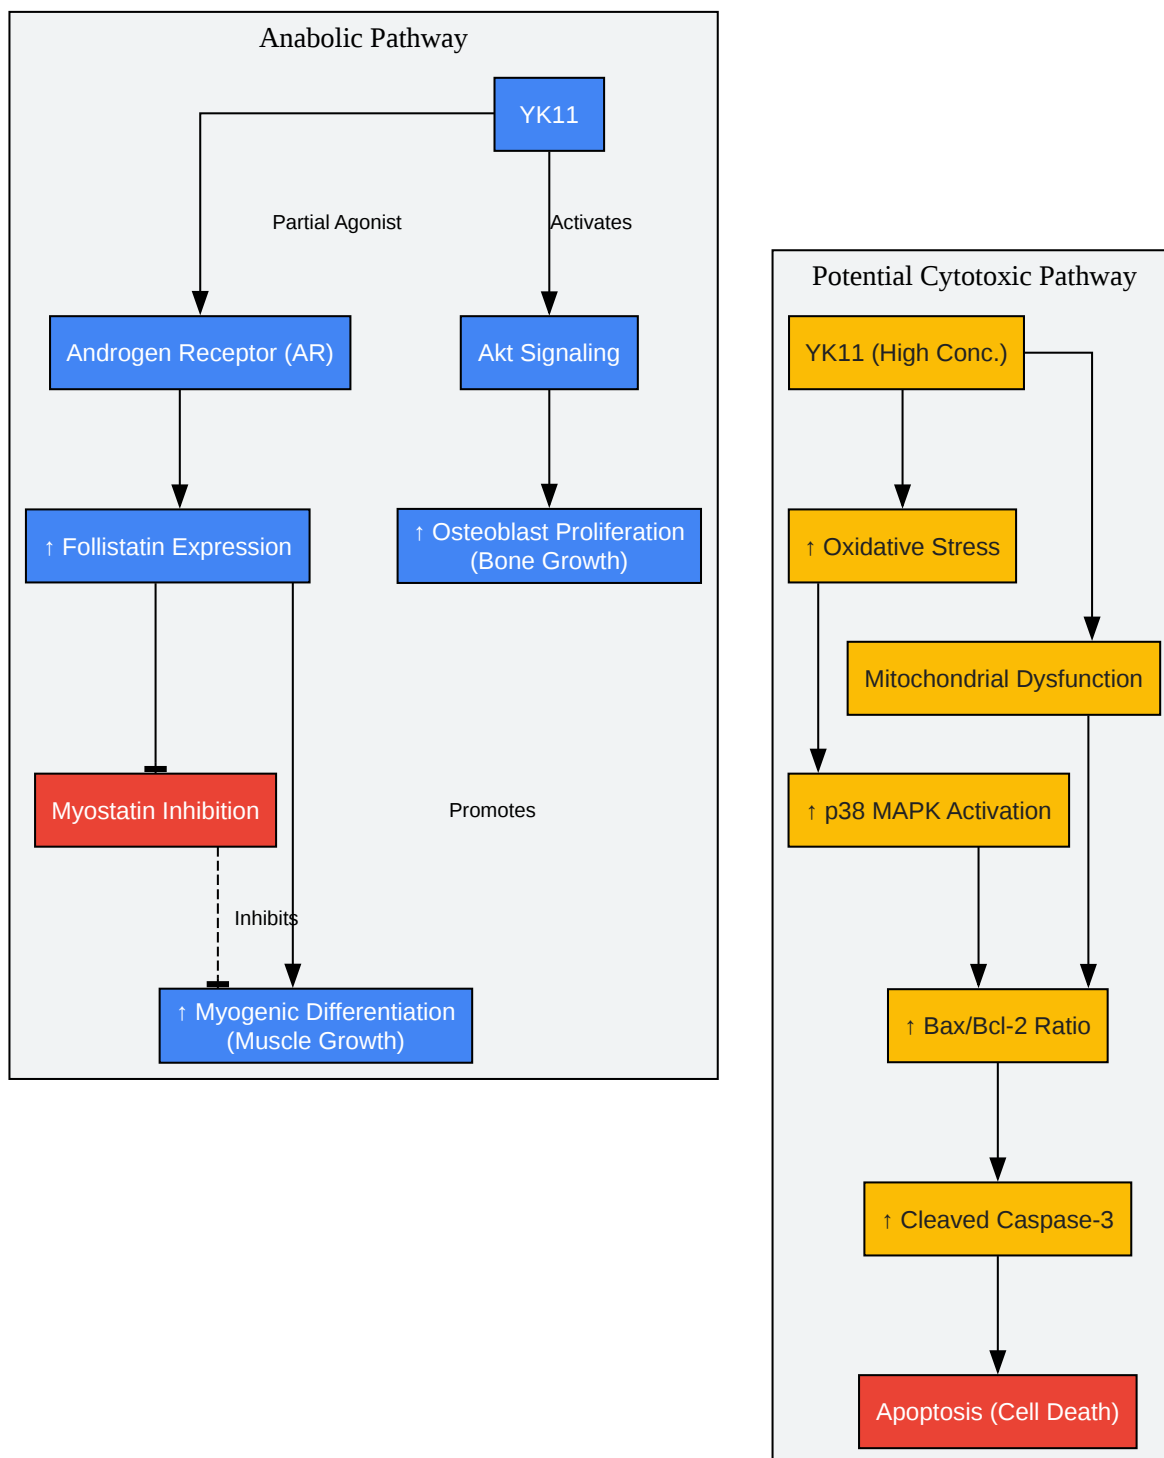 Anabolic Pathway
YK11
Partial Agonist
Activates
Androgen Receptor (AR)
Akt Signaling
↑ Follistatin Expression
↑ Osteoblast Proliferation
(Bone Growth)
Myostatin Inhibition
Promotes
Inhibits
↑ Myogenic Differentiation
(Muscle Growth)
Potential Cytotoxic Pathway
YK11 (High Conc.)
↑ Oxidative Stress
Mitochondrial Dysfunction
↑ p38 MAPK Activation
↑ Bax/Bcl-2 Ratio
↑ Cleaved Caspase-3
Apoptosis (Cell Death)